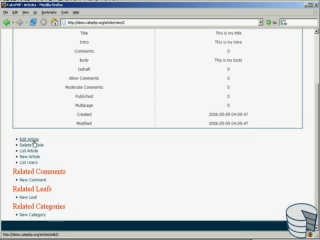 CakePHP : Articles - Mozilla Firefox
http://demo.cakephp.org/articles/view/2
Title This is my title
Intro This is my intro
Comments 0
Body This is my body
Isdraft 0
Allow Comments 0
Moderate Comments 0
Published 0
Multipage 0
Created 2006-05-09 04:09:47
Modified 2006-05-09 04:09:47
Edit Article
Delete Article
List Article
New Article
List Users
Related Comments
New Comment
Related Leafs
New Leaf
Related Categories
New Category
http://demo.cakephp.org/articles/edit/2